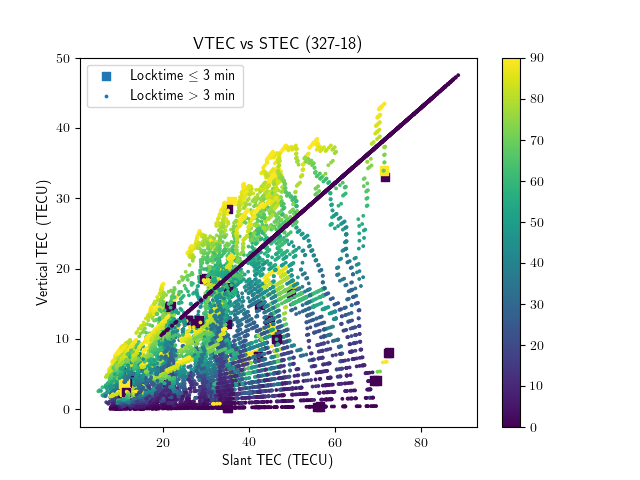 VTEC vs STEC (327-18)
Locktime ≤ 3 min
Locktime > 3 min
Vertical TEC (TECU)
50
40
30
20
10
0
20 40 60 80
Slant TEC (TECU)
90
80
70
60
50
40
30
20
10
0